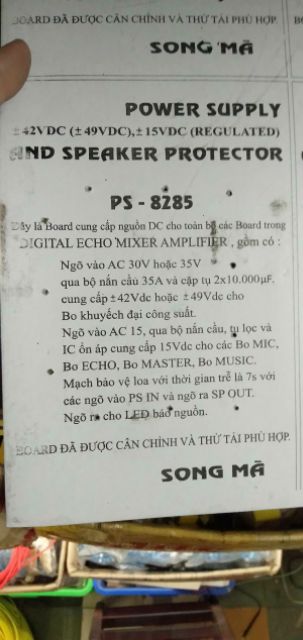 BOARD ĐÃ ĐƯỢC CÂN CHỈNH VÀ THỬ TẢI PHÙ HỢP.
SONG MÃ
POWER SUPPLY
±42VDC (±49VDC),±15VDC (REGULATED)
AND SPEAKER PROTECTOR
PS - 8285
Đây là Board cung cấp nguồn DC cho toàn bộ các Board trong
DIGITAL ECHO MIXER AMPLIFIER , gồm có :
Ngõ vào AC 30V hoặc 35V
qua bộ nắn cầu 35A và cặp tụ 2x10.000µF.
cung cấp ±42Vdc hoặc ±49Vdc cho
Bo khuyếch đại công suất.
Ngõ vào AC 15, qua bộ nắn cầu, tụ lọc và
IC ổn áp cung cấp 15Vdc cho các Bo MIC,
Bo ECHO, Bo MASTER, Bo MUSIC.
Mạch bảo vệ loa với thời gian trễ là 7s với
các ngõ vào PS IN và ngõ ra SP OUT.
Ngõ ra cho LED báo nguồn.
BOARD ĐÃ ĐƯỢC CÂN CHỈNH VÀ THỬ TẢI PHÙ HỢP.
SONG MÃ